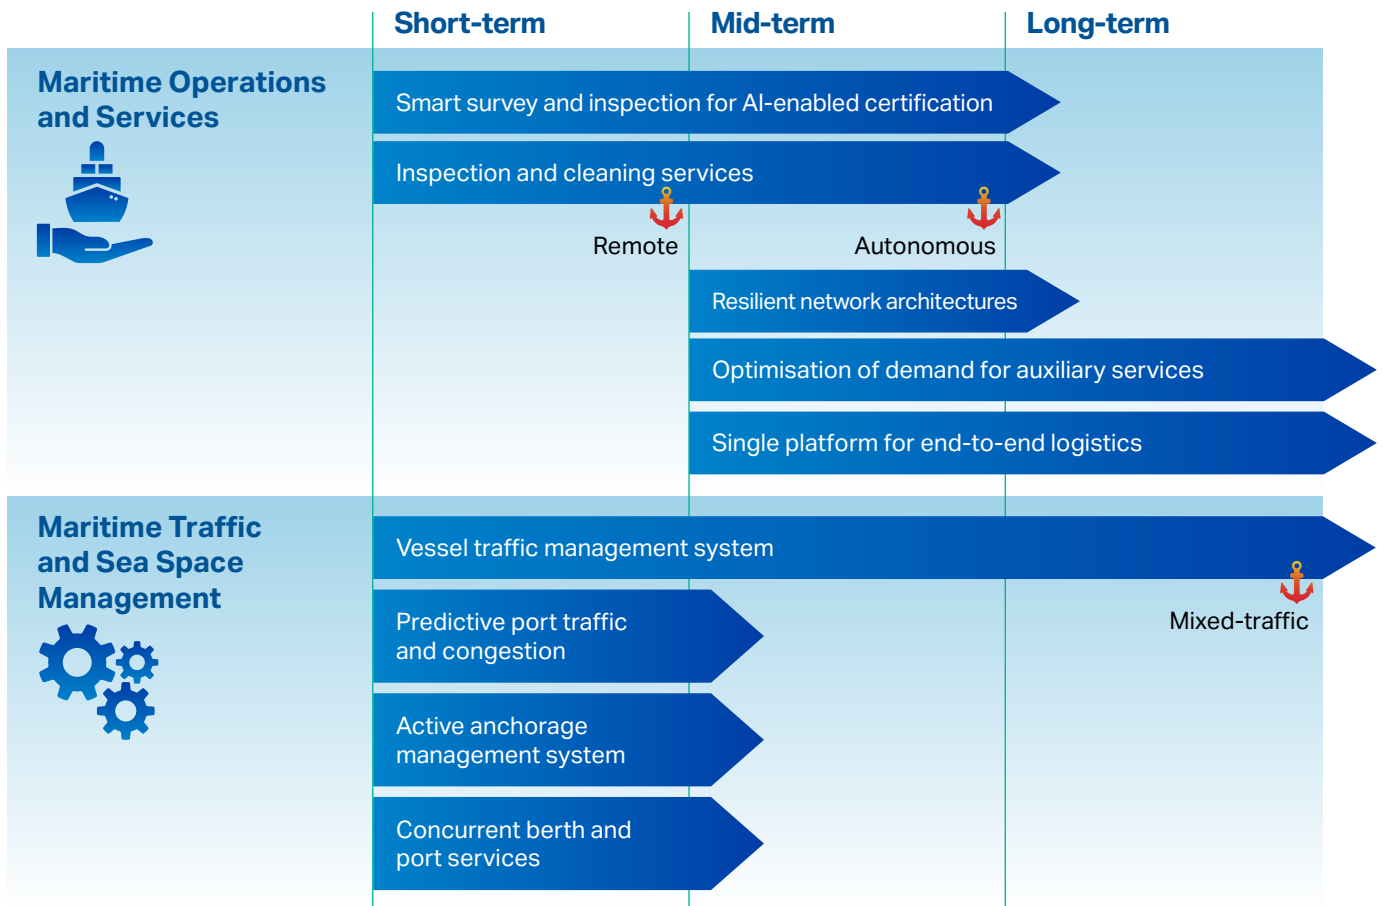 Short-term
Mid-term
Long-term
Maritime Operations
and Services
Smart survey and inspection for AI-enabled certification
Inspection and cleaning services
Remote
Autonomous
Resilient network architectures
Optimisation of demand for auxiliary services
Single platform for end-to-end logistics
Maritime Traffic
and Sea Space
Management
Vessel traffic management system
Mixed-traffic
Predictive port traffic
and congestion
Active anchorage
management system
Concurrent berth and
port services